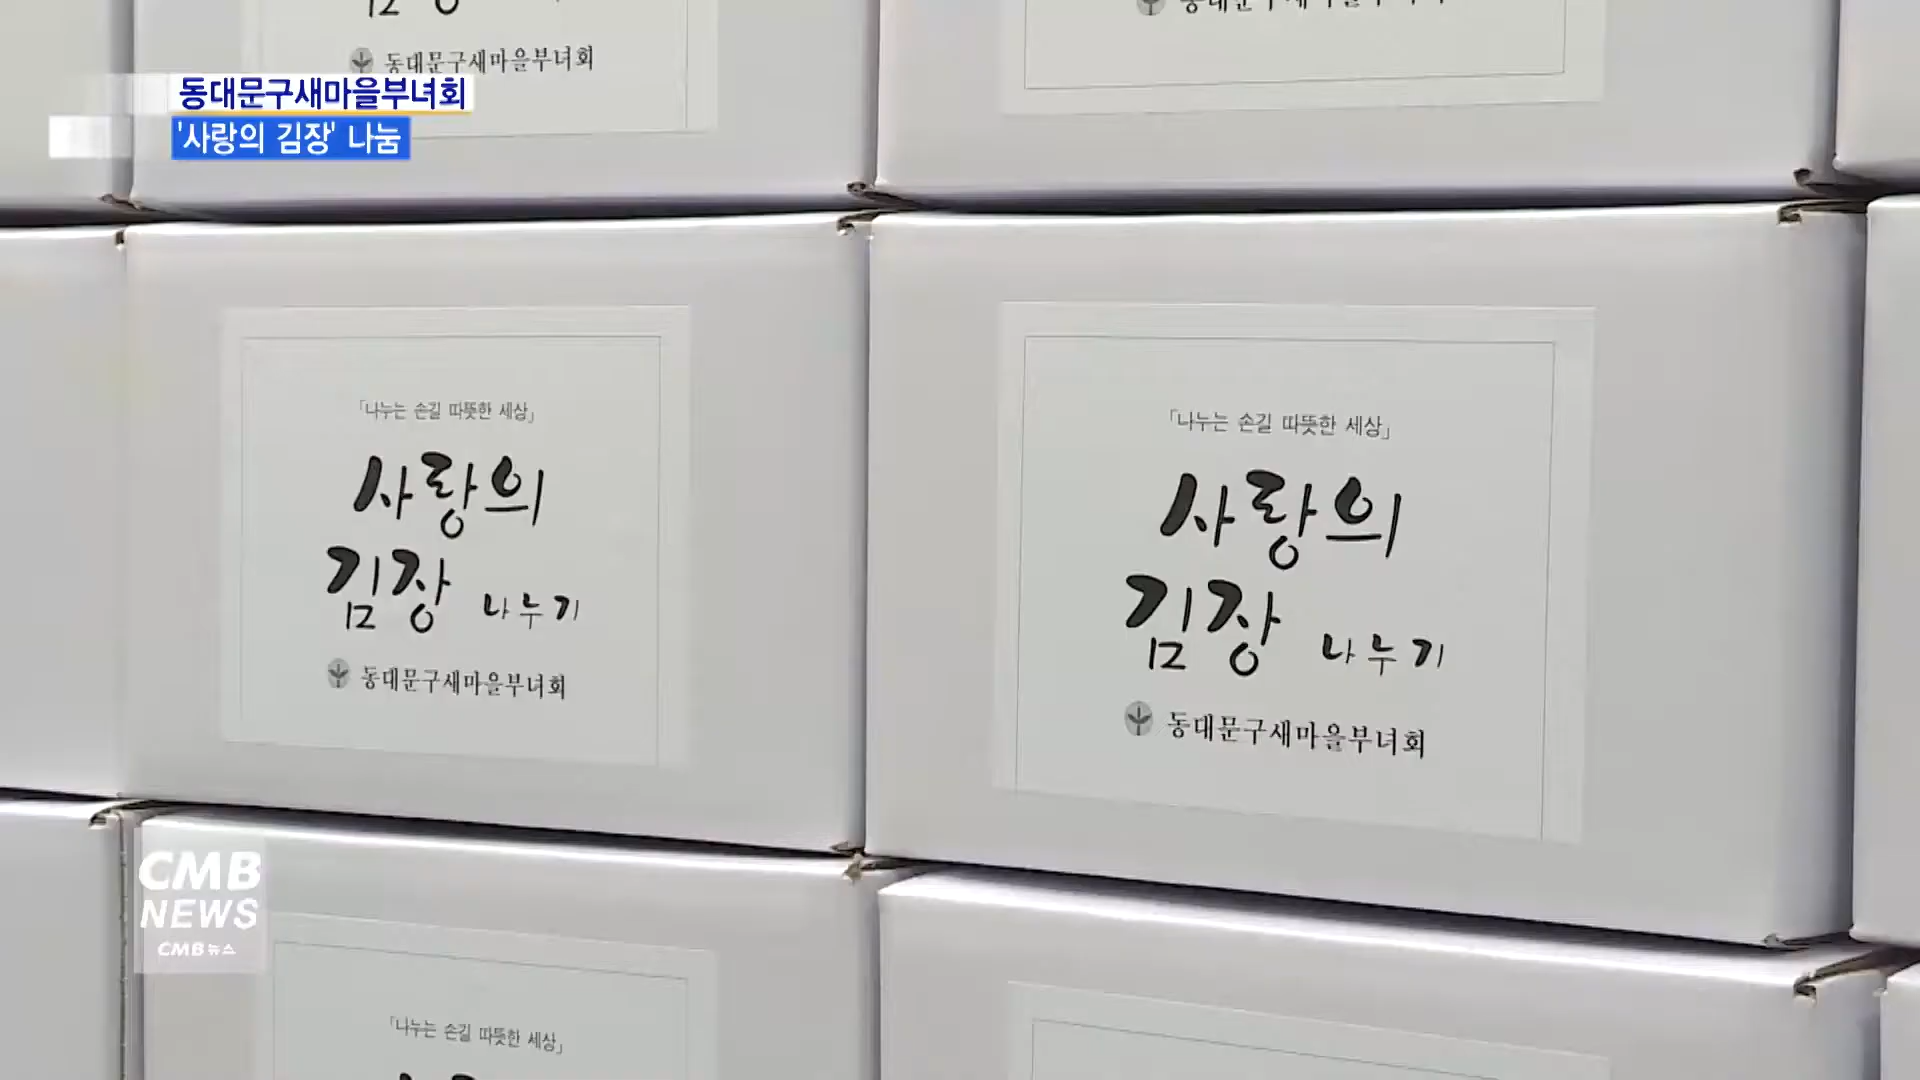 동대문구새마을부녀회
동대문구새마을부녀회
'사랑의 김장' 나눔
「나누는 손길 따뜻한 세상」
사랑의
김장 나누기
동대문구새마을부녀회
「나누는 손길 따뜻한 세상」
사랑의
김장 나누기
동대문구새마을부녀회
CMB
NEWS
CMB뉴스
「나누는 손길 따뜻한 세상」